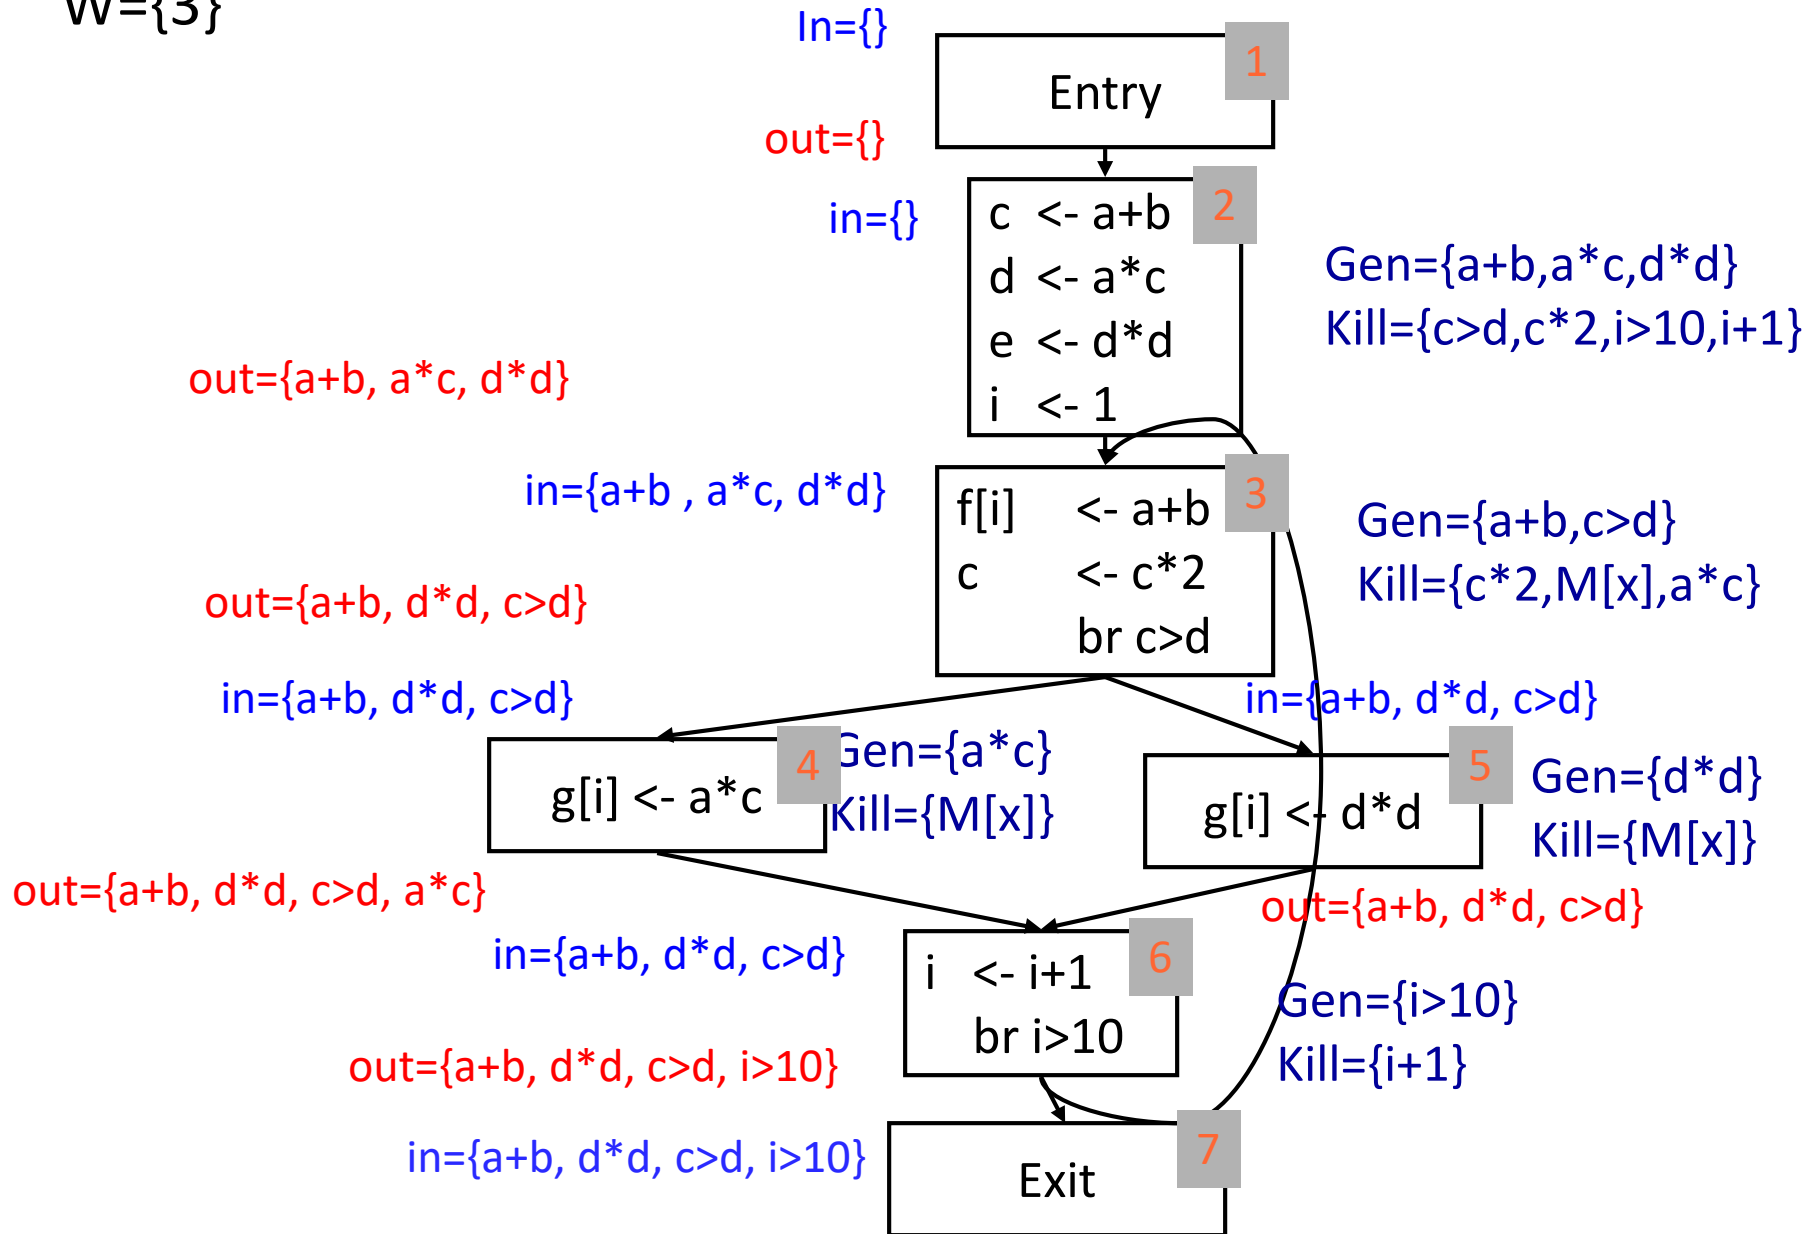 W={3}
In={}
1
Entry
out={}
2
in={}
c <- a+b
d <- a*c
e <- d*d
i <- 1
Gen={a+b,a*c,d*d}
Kill={c>d,c*2,i>10,i+1}
out={a+b, a*c, d*d}
in={a+b , a*c, d*d}
3
f[i] <- a+b
c <- c*2
br c>d
Gen={a+b,c>d}
Kill={c*2,M[x],a*c}
out={a+b, d*d, c>d}
in={a+b, d*d, c>d}
in={a+b, d*d, c>d}
4
g[i] <- a*c
Gen={a*c}
Kill={M[x]}
5
g[i] <- d*d
Gen={d*d}
Kill={M[x]}
out={a+b, d*d, c>d, a*c}
out={a+b, d*d, c>d}
in={a+b, d*d, c>d}
6
i <- i+1
br i>10
Gen={i>10}
Kill={i+1}
out={a+b, d*d, c>d, i>10}
in={a+b, d*d, c>d, i>10}
7
Exit